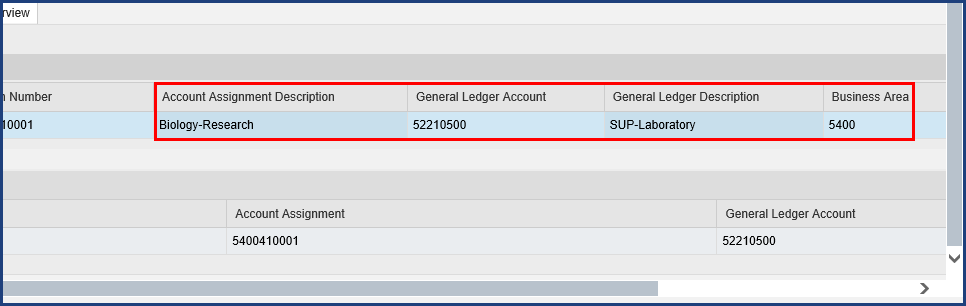 rview
n Number Account Assignment Description General Ledger Account General Ledger Description Business Area
10001 Biology-Research 52210500 SUP-Laboratory 5400
Account Assignment General Ledger Account
5400410001 52210500